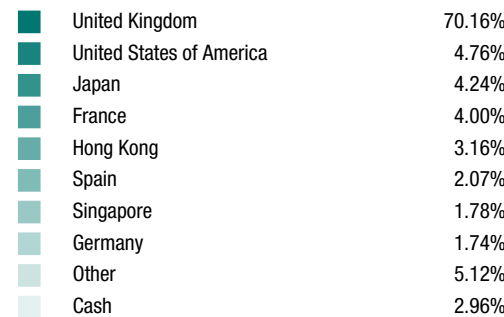 United Kingdom 70.16%
United States of America 4.76%
Japan 4.24%
France 4.00%
Hong Kong 3.16%
Spain 2.07%
Singapore 1.78%
Germany 1.74%
Other 5.12%
Cash 2.96%